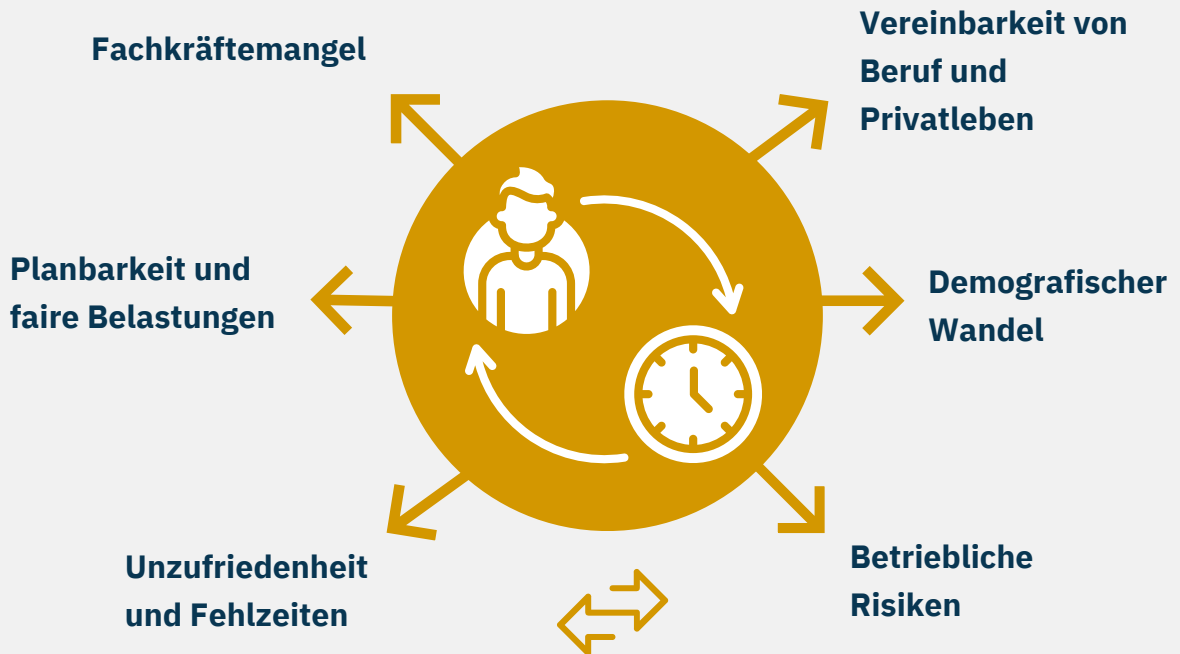 Fachkräftemangel
Vereinbarkeit von
Beruf und
Privatleben
Planbarkeit und
faire Belastungen
Demografischer
Wandel
Unzufriedenheit
und Fehlzeiten
Betriebliche
Risiken